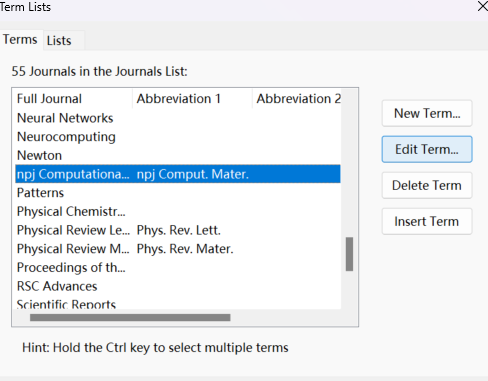 Term Lists
Terms Lists
55 Journals in the Journals List:
Full Journal Abbreviation 1 Abbreviation 2
Neural Networks
Neurocomputing
Newton
npj Computationa... npj Comput. Mater.
Patterns
Physical Chemistr...
Physical Review Le... Phys. Rev. Lett.
Physical Review M... Phys. Rev. Mater.
Proceedings of th...
RSC Advances
Scientific Reports
New Term...
Edit Term...
Delete Term
Insert Term
Hint: Hold the Ctrl key to select multiple terms